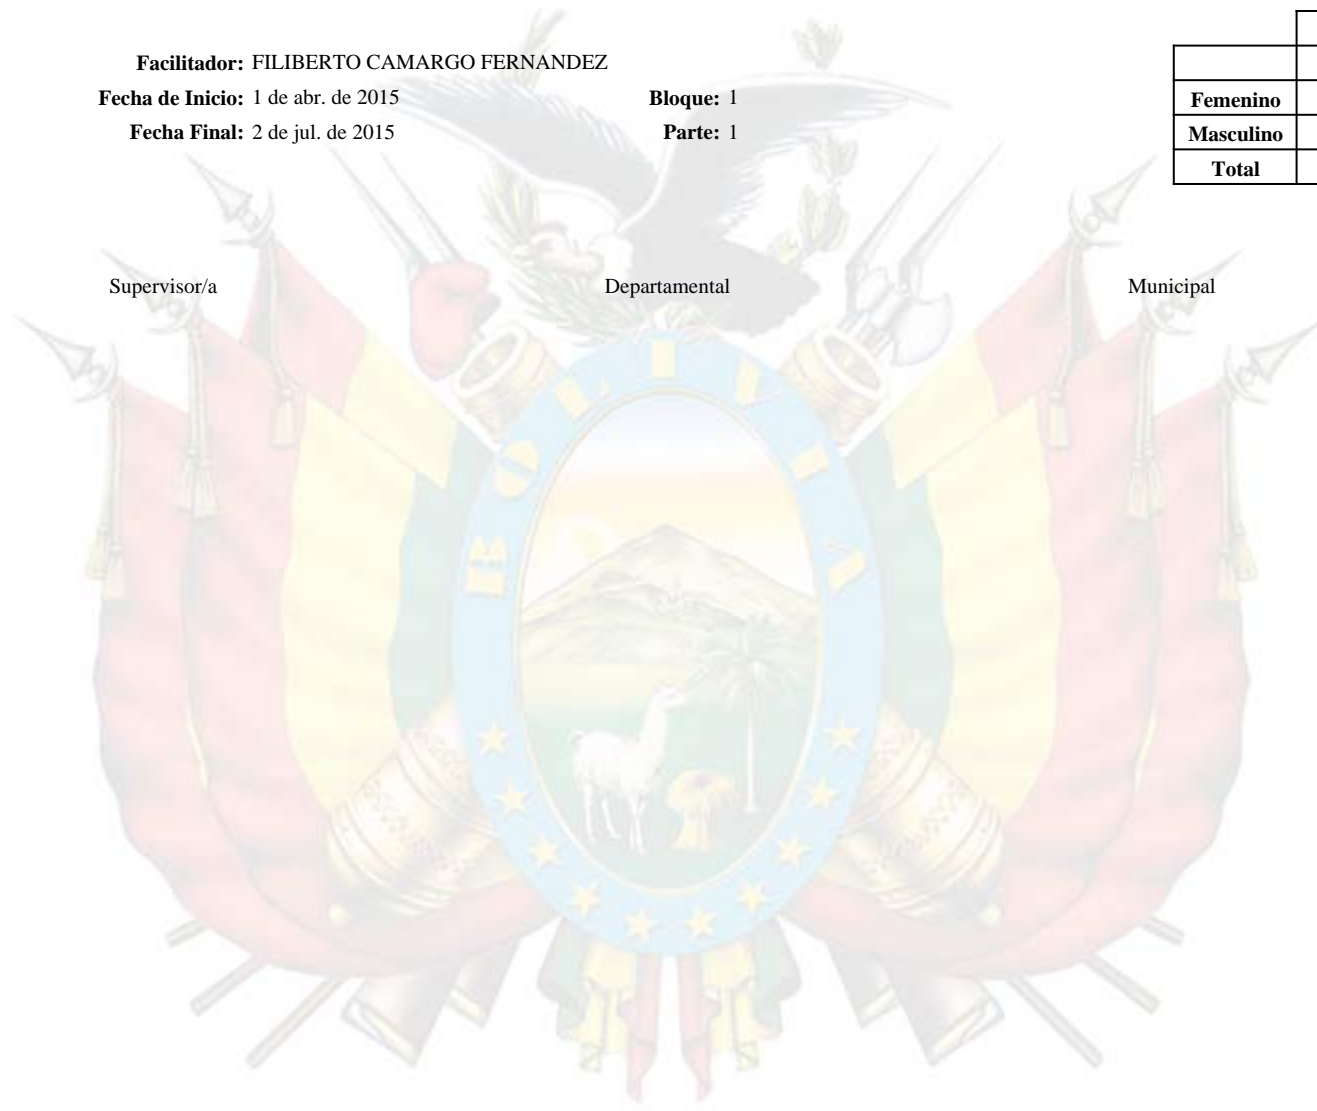 Facilitador: FILIBERTO CAMARGO FERNANDEZ
Fecha de Inicio: 1 de abr. de 2015 Bloque: 1
Fecha Final: 2 de jul. de 2015 Parte: 1
Femenino
Masculino
Total
Supervisor/a Departamental Municipal
BOLIVIA